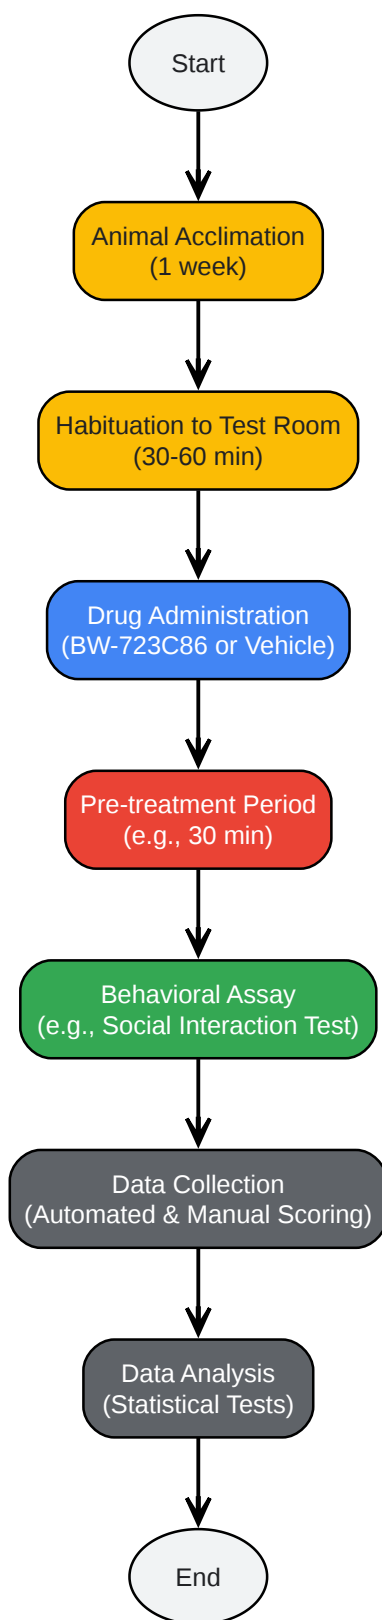 Start
Animal Acclimation
(1 week)
Habituation to Test Room
(30-60 min)
Drug Administration
(BW-723C86 or Vehicle)
Pre-treatment Period
(e.g., 30 min)
Behavioral Assay
(e.g., Social Interaction Test)
Data Collection
(Automated & Manual Scoring)
Data Analysis
(Statistical Tests)
End